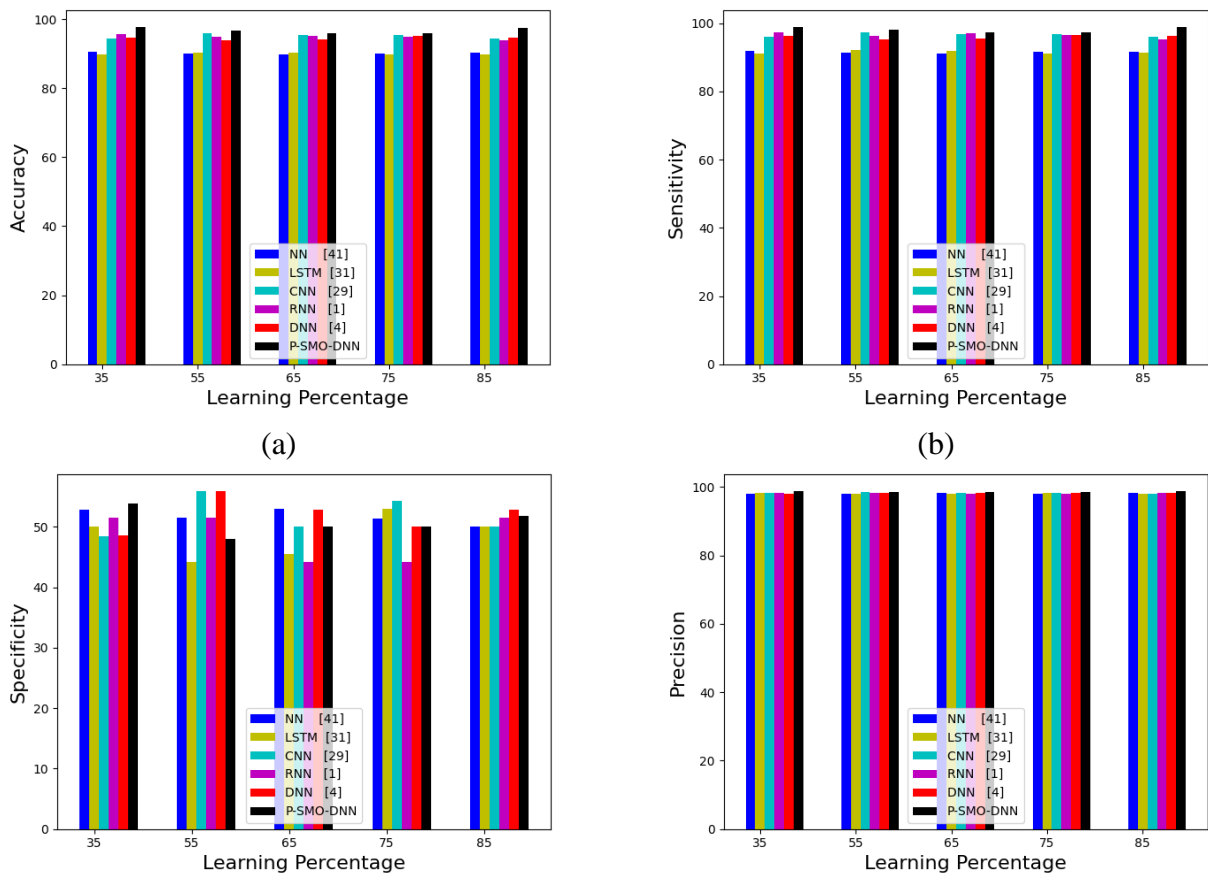 100
80
60
40
20
0
Accuracy
NN [41]
LSTM [31]
CNN [29]
RNN [1]
DNN [4]
P-SMO-DNN
35 55 65 75 85
Learning Percentage
(a)
100
80
60
40
20
0
Sensitivity
NN [41]
LSTM [31]
CNN [29]
RNN [1]
DNN [4]
P-SMO-DNN
35 55 65 75 85
Learning Percentage
(b)
50
40
30
20
10
0
Specificity
NN [41]
LSTM [31]
CNN [29]
RNN [1]
DNN [4]
P-SMO-DNN
35 55 65 75 85
Learning Percentage
100
80
60
40
20
0
Precision
NN [41]
LSTM [31]
CNN [29]
RNN [1]
DNN [4]
P-SMO-DNN
35 55 65 75 85
Learning Percentage